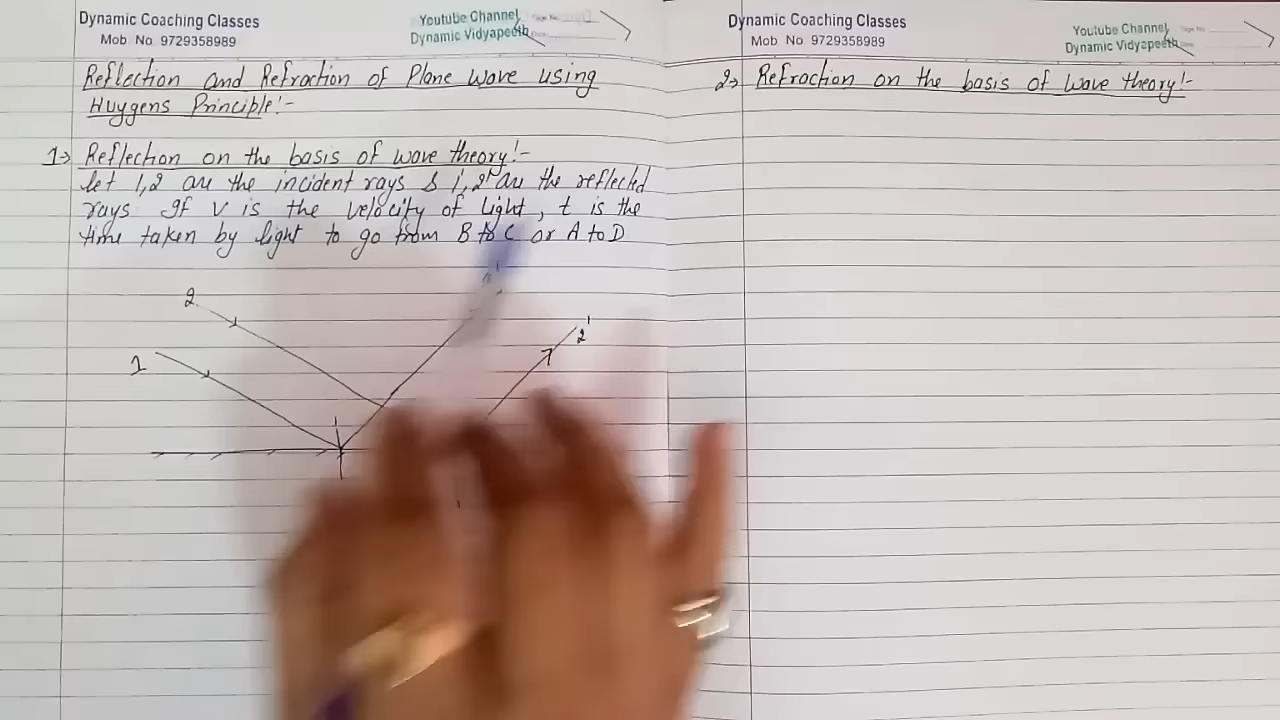 Dynamic Coaching Classes
Mob No 9729358989
Youtube Channel
Dynamic Vidyapeeth
Reflection and Refraction of Plane wave using
Huygens Principle:-
1⇒ Reflection on the basis of wave theory!-
let 1,2 are the incident rays & 1',2' are the reflected
rays If v is the velocity of light, t is the
time taken by light to go from B to C or A to D
2
1
2'
Dynamic Coaching Classes
Mob No 9729358989
Youtube Channel
Dynamic Vidyapeeth
2⇒ Refraction on the basis of wave theory!-